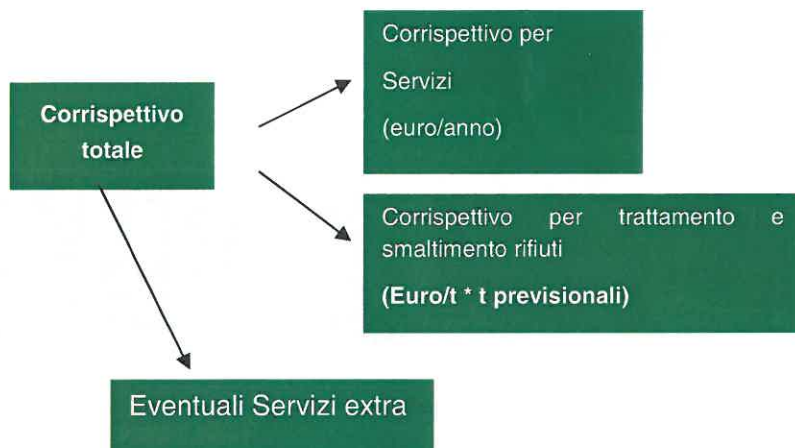 Corrispettivo
totale
Corrispettivo per
Servizi
(euro/anno)
Corrispettivo per trattamento e
smaltimento rifiuti
(Euro/t * t previsionali)
Eventuali Servizi extra